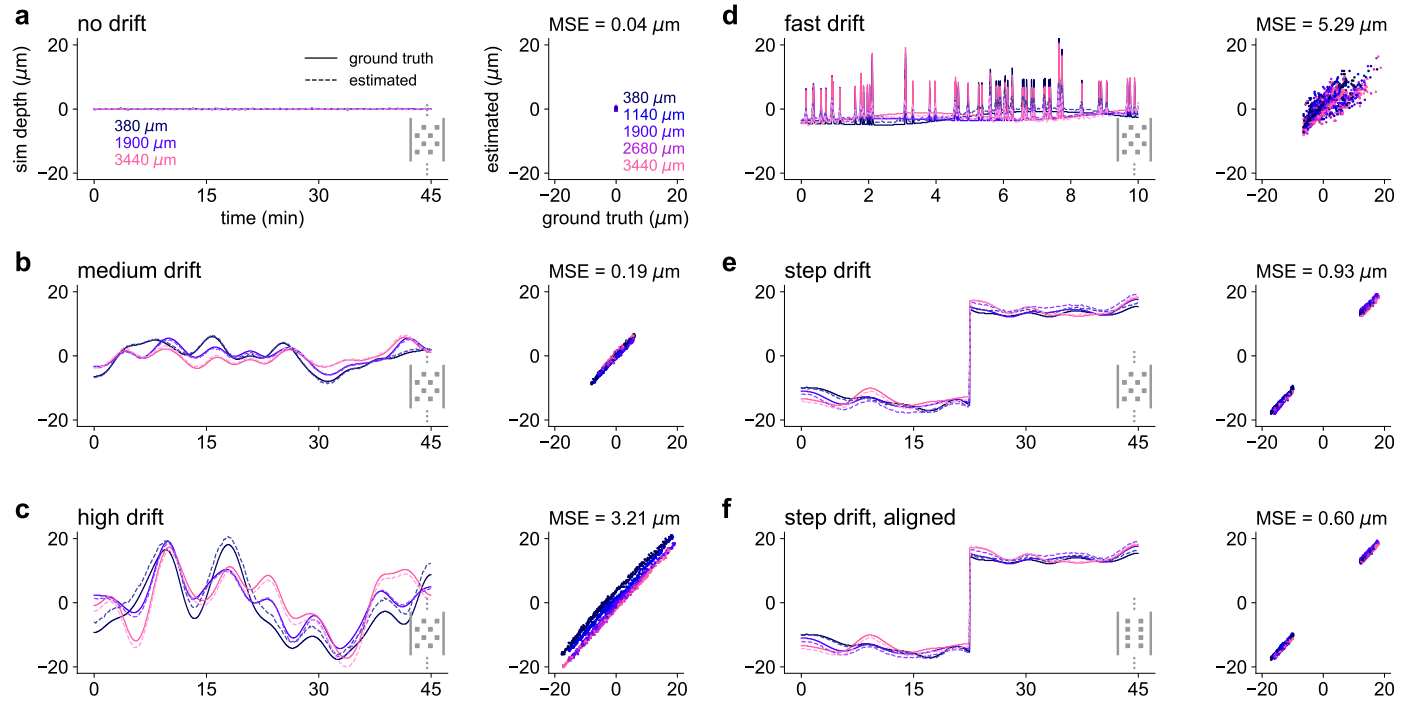 a
no drift
MSE = 0.04 µm
sim depth (µm)
20
0
−20
ground truth
estimated
380 µm
1900 µm
3440 µm
0
15
30
45
time (min)
estimated (µm)
20
0
−20
380 µm
1140 µm
1900 µm
2680 µm
3440 µm
−20
0
20
ground truth (µm)
b
medium drift
MSE = 0.19 µm
20
0
−20
0
15
30
45
20
0
−20
−20
0
20
c
high drift
MSE = 3.21 µm
20
0
−20
0
15
30
45
20
0
−20
−20
0
20
d
fast drift
MSE = 5.29 µm
20
0
−20
0
2
4
6
8
10
20
0
−20
−20
0
20
e
step drift
MSE = 0.93 µm
20
0
−20
0
15
30
45
20
0
−20
−20
0
20
f
step drift, aligned
MSE = 0.60 µm
20
0
−20
0
15
30
45
20
0
−20
−20
0
20